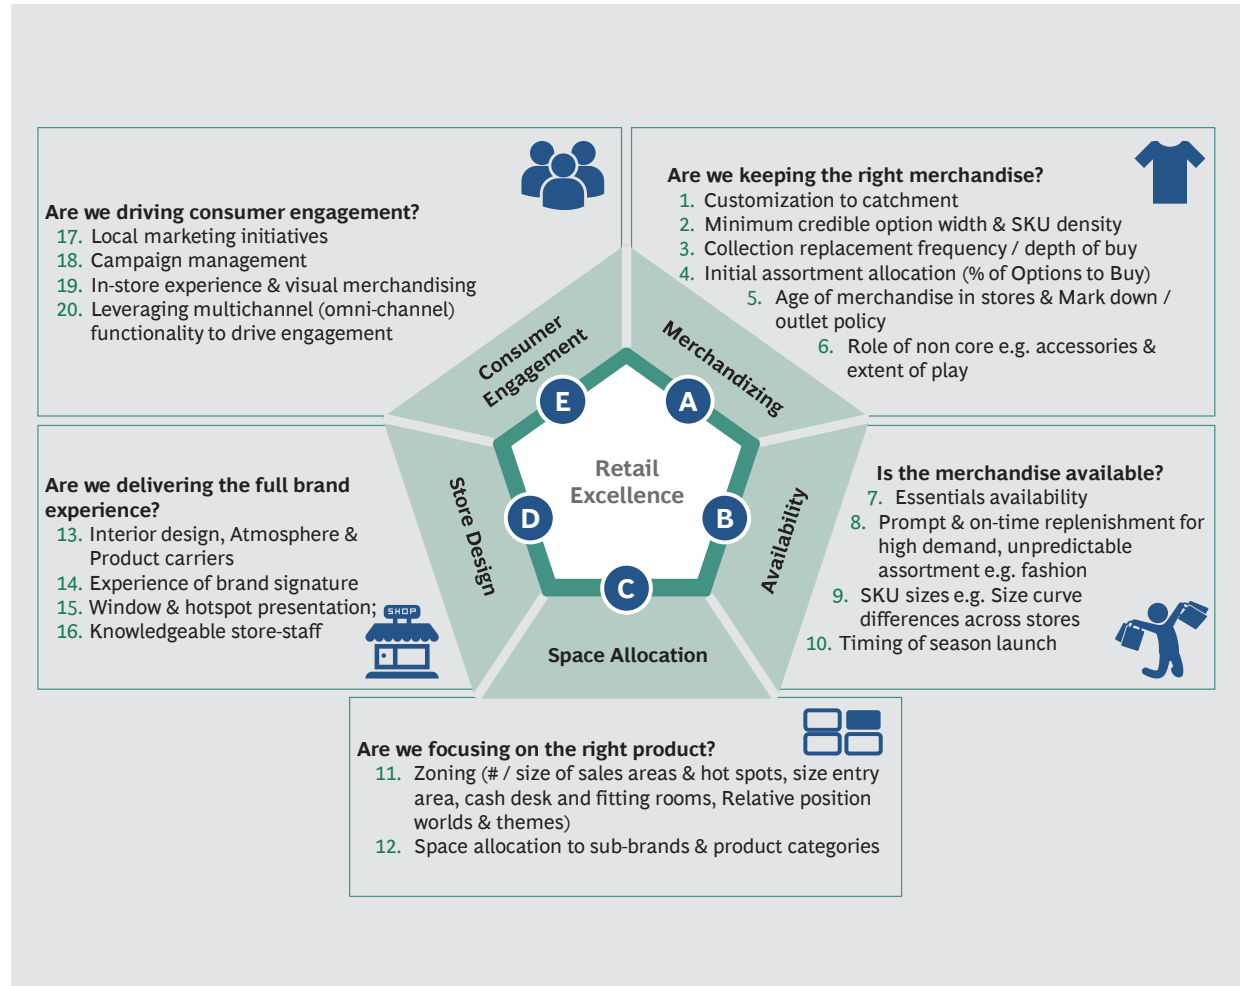 Are we driving consumer engagement?
17. Local marketing initiatives
18. Campaign management
19. In-store experience & visual merchandising
20. Leveraging multichannel (omni-channel)
functionality to drive engagement
Are we keeping the right merchandise?
1. Customization to catchment
2. Minimum credible option width & SKU density
3. Collection replacement frequency / depth of buy
4. Initial assortment allocation (% of Options to Buy)
5. Age of merchandise in stores & Mark down /
outlet policy
6. Role of non core e.g. accessories &
extent of play
Consumer
Engagement
Merchandizing
E
A
Retail
Excellence
D
B
C
Store Design
Availability
Space Allocation
Are we delivering the full brand
experience?
13. Interior design, Atmosphere &
Product carriers
14. Experience of brand signature
15. Window & hotspot presentation;
16. Knowledgeable store-staff
SHOP
Is the merchandise available?
7. Essentials availability
8. Prompt & on-time replenishment for
high demand, unpredictable
assortment e.g. fashion
9. SKU sizes e.g. Size curve
differences across stores
10. Timing of season launch
Are we focusing on the right product?
11. Zoning (# / size of sales areas & hot spots, size entry
area, cash desk and fitting rooms, Relative position
worlds & themes)
12. Space allocation to sub-brands & product categories